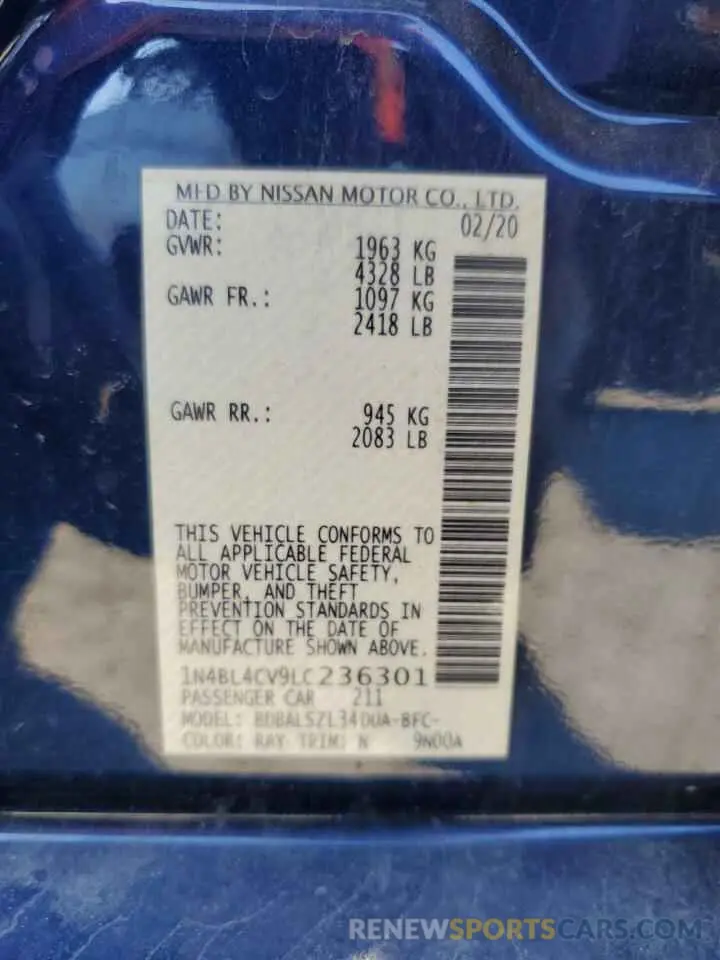 MFD BY NISSAN MOTOR CO., LTD.
DATE: 02/20
GVWR: 1963 KG
4328 LB
GAWR FR.: 1097 KG
2418 LB
GAWR RR.: 945 KG
2083 LB
THIS VEHICLE CONFORMS TO
ALL APPLICABLE FEDERAL
MOTOR VEHICLE SAFETY,
BUMPER, AND THEFT
PREVENTION STANDARDS IN
EFFECT ON THE DATE OF
MANUFACTURE SHOWN ABOVE.
1N4BL4CV9LC236301
PASSENGER CAR 211
MODEL: BDBALSZL34DUA-BFC-
COLOR: RAY TRIM: N 9N00A
RENEWSPORTSCARS.COM